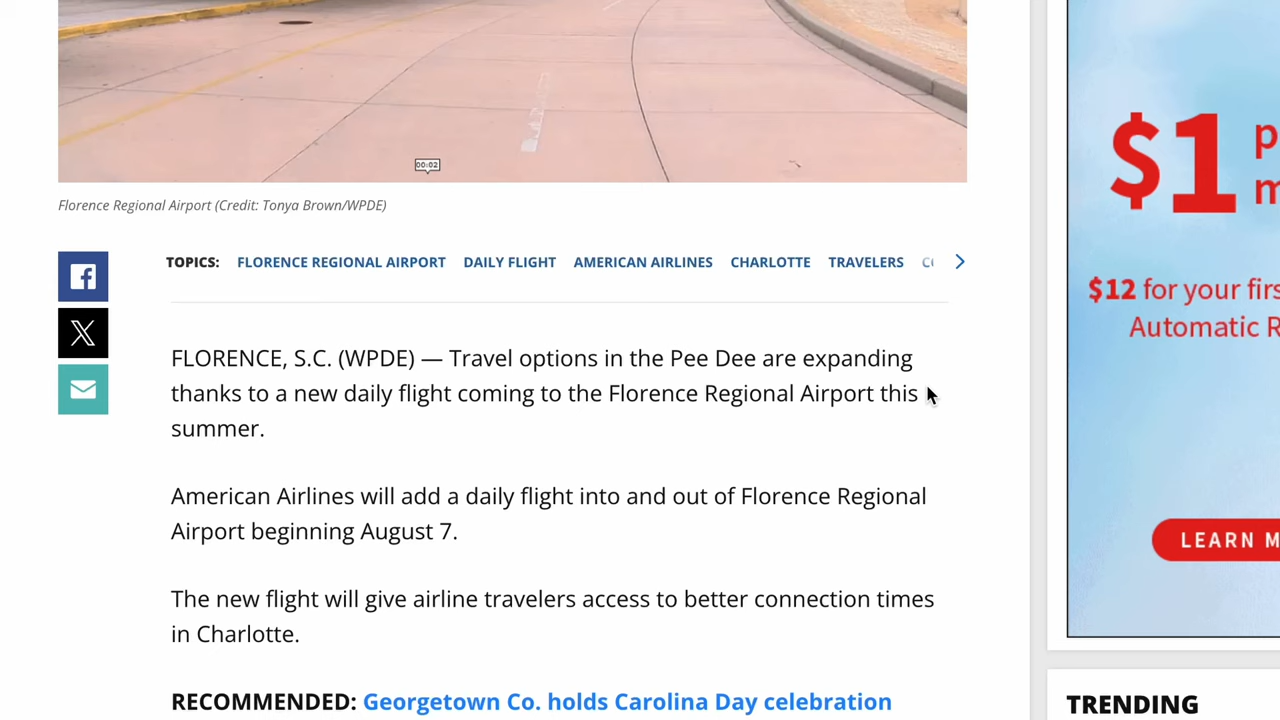 00:02
Florence Regional Airport (Credit: Tonya Brown/WPDE)
TOPICS: FLORENCE REGIONAL AIRPORT DAILY FLIGHT AMERICAN AIRLINES CHARLOTTE TRAVELERS
FLORENCE, S.C. (WPDE) — Travel options in the Pee Dee are expanding
thanks to a new daily flight coming to the Florence Regional Airport this
summer.
American Airlines will add a daily flight into and out of Florence Regional
Airport beginning August 7.
The new flight will give airline travelers access to better connection times
in Charlotte.
RECOMMENDED: Georgetown Co. holds Carolina Day celebration
$1
$12 for your
Automatic
LEARN
TRENDING